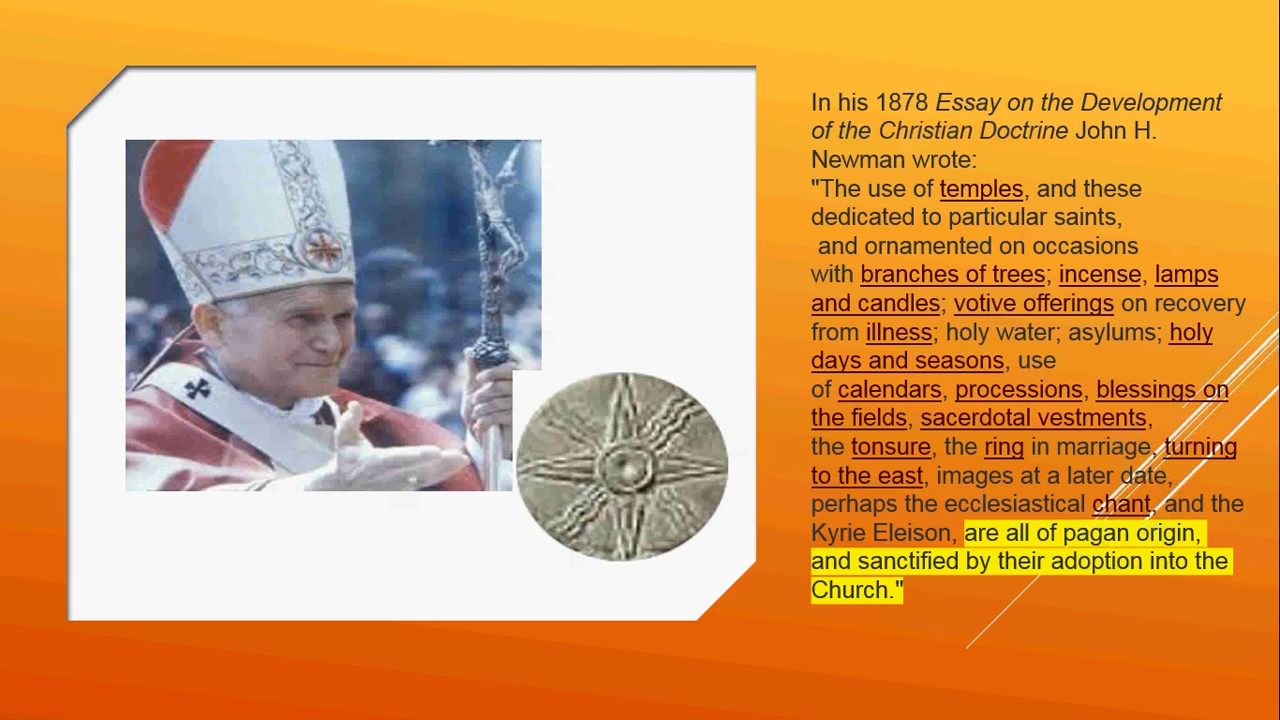 In his 1878 Essay on the Development
of the Christian Doctrine John H.
Newman wrote:
"The use of temples, and these
dedicated to particular saints,
and ornamented on occasions
with branches of trees; incense, lamps
and candles; votive offerings on recovery
from illness; holy water; asylums; holy
days and seasons, use
of calendars, processions, blessings on
the fields, sacerdotal vestments,
the tonsure, the ring in marriage, turning
to the east, images at a later date,
perhaps the ecclesiastical chant, and the
Kyrie Eleison, are all of pagan origin,
and sanctified by their adoption into the
Church."